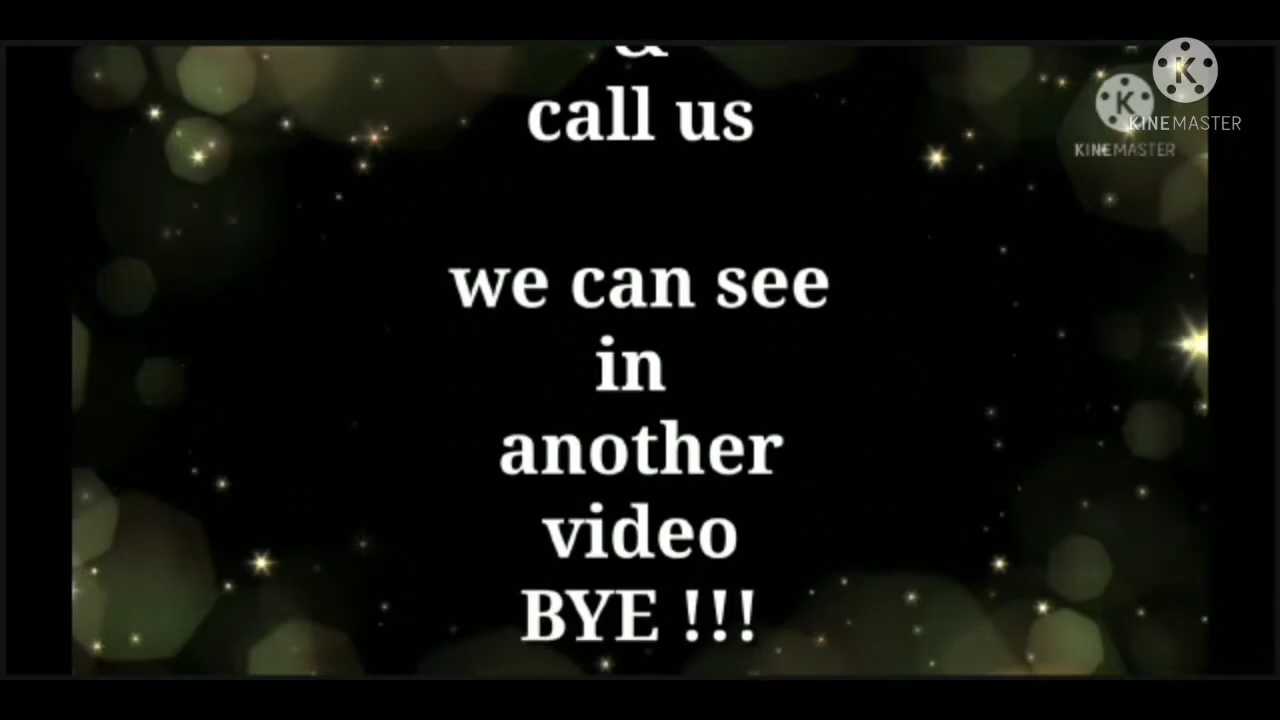 &
call us
we can see
in
another
video
BYE !!!
K
KINEMASTER
K
KINEMASTER